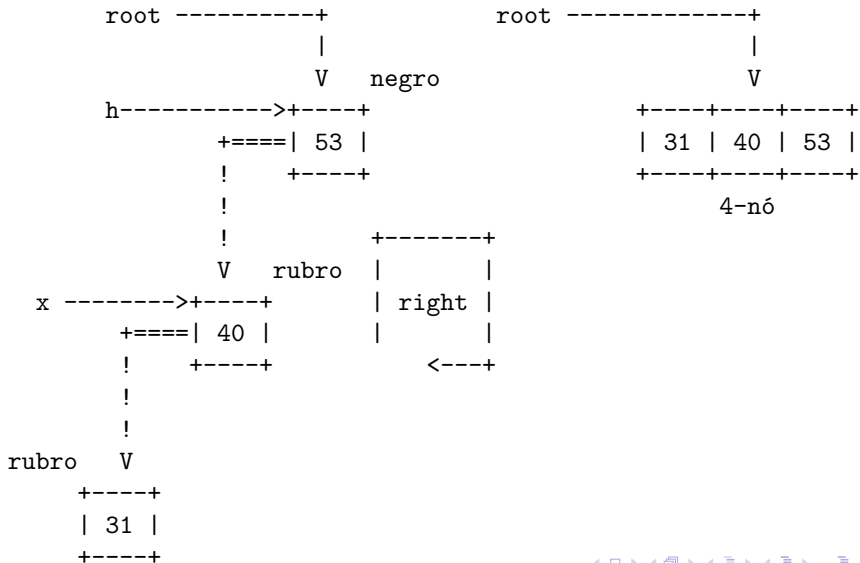 root ----------+               root -------------+
|                                   |
V   negro                           V
h----------->+----+                      +----+----+----+
+====| 53 |                      | 31 | 40 | 53 |
!    +----+                      +----+----+----+
!                                     4-nó
!         +-------+
V   rubro |       |
x -------->+----+       | right |
+====| 40 |       |       |
!    +----+          <---+
!
!
rubro   V
+----+
| 31 |
+----+